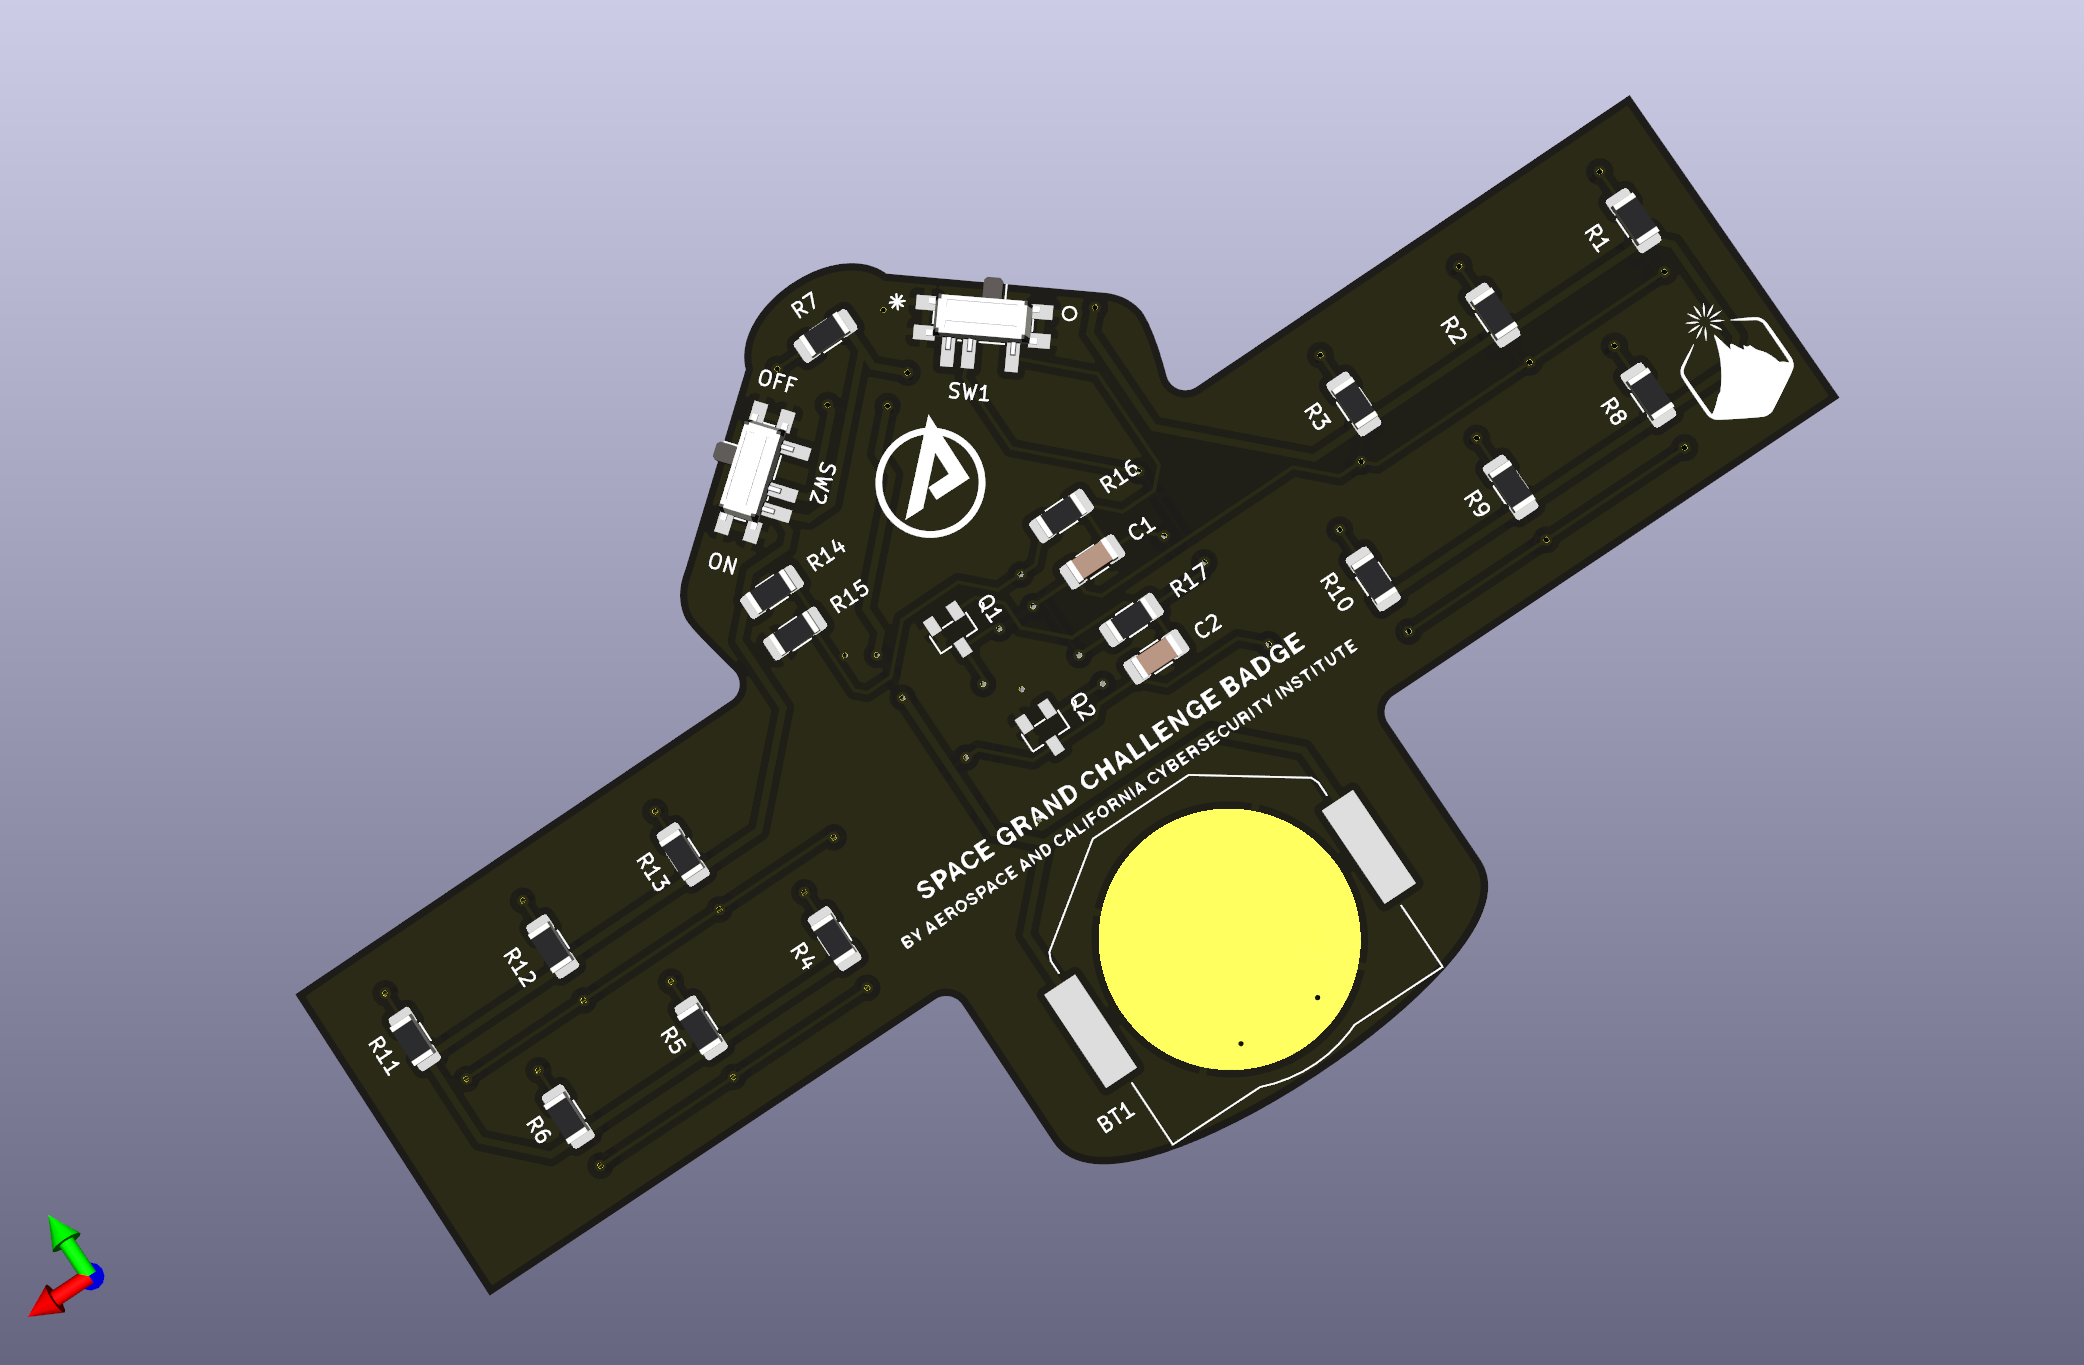 R1
R2
R7
*
O
OFF
SW1
R3
R8
SW2
R16
R9
C1
ON
R14
R15
Q1
R17
R10
C2
Q2
SPACE GRAND CHALLENGE BADGE
BY AEROSPACE AND CALIFORNIA CYBERSECURITY INSTITUTE
R13
R12
R4
R11
R5
R6
BT1